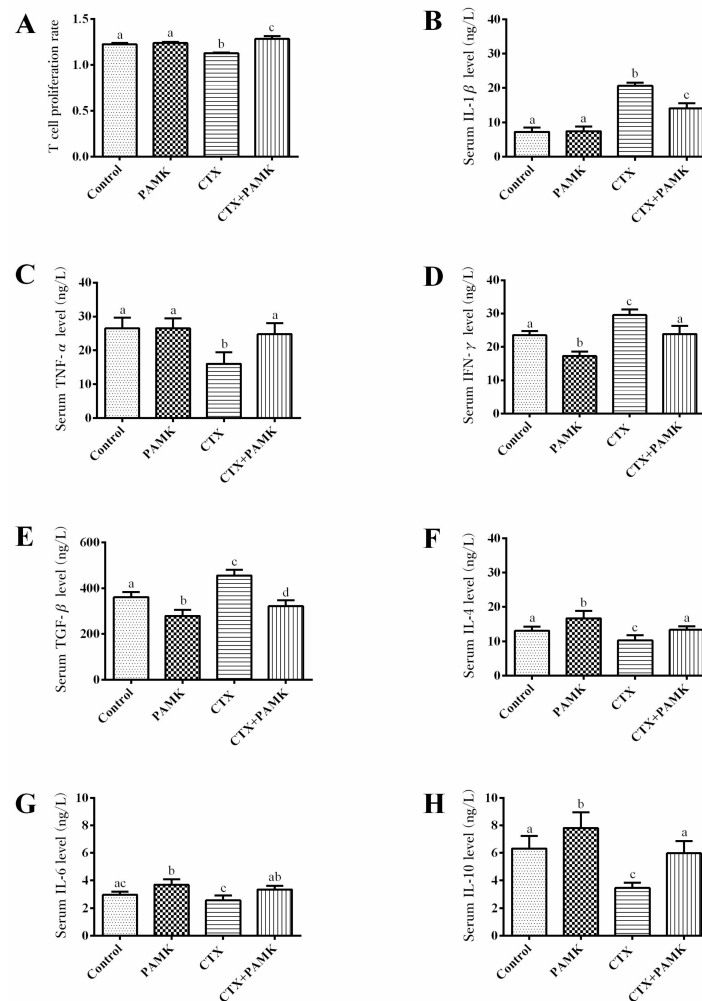 A
T cell proliferation rate
1.5
1.0
0.5
0.0
a
a
b
c
Control
PAMK
CTX
CTX+PAMK
B
Serum IL-1β level (ng/L)
40
30
20
10
0
a
a
b
c
Control
PAMK
CTX
CTX+PAMK
C
Serum TNF-α level (ng/L)
40
30
20
10
0
a
a
b
a
Control
PAMK
CTX
CTX+PAMK
D
Serum IFN-γ level (ng/L)
40
30
20
10
0
a
b
c
a
Control
PAMK
CTX
CTX+PAMK
E
Serum TGF-β level (ng/L)
600
400
200
0
a
b
c
d
Control
PAMK
CTX
CTX+PAMK
F
Serum IL-4 level (ng/L)
40
30
20
10
0
a
b
c
a
Control
PAMK
CTX
CTX+PAMK
G
Serum IL-6 level (ng/L)
10
8
6
4
2
0
ac
b
c
ab
Control
PAMK
CTX
CTX+PAMK
H
Serum IL-10 level (ng/L)
10
8
6
4
2
0
a
b
c
a
Control
PAMK
CTX
CTX+PAMK